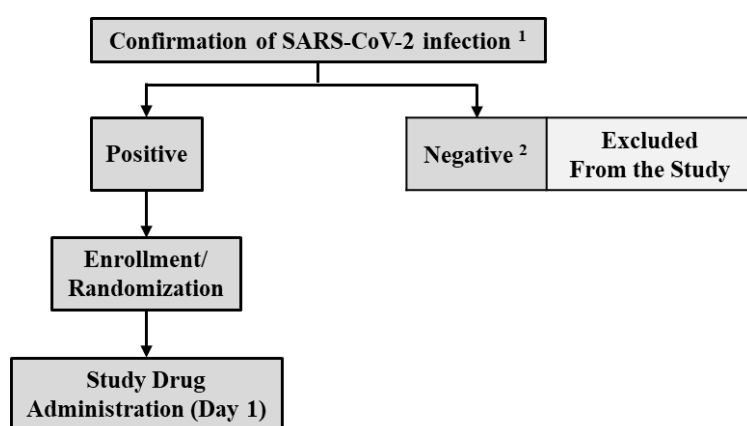 Confirmation of SARS-CoV-2 infection 1
Positive
Negative 2
Excluded
From the Study
Enrollment/
Randomization
Study Drug
Administration (Day 1)